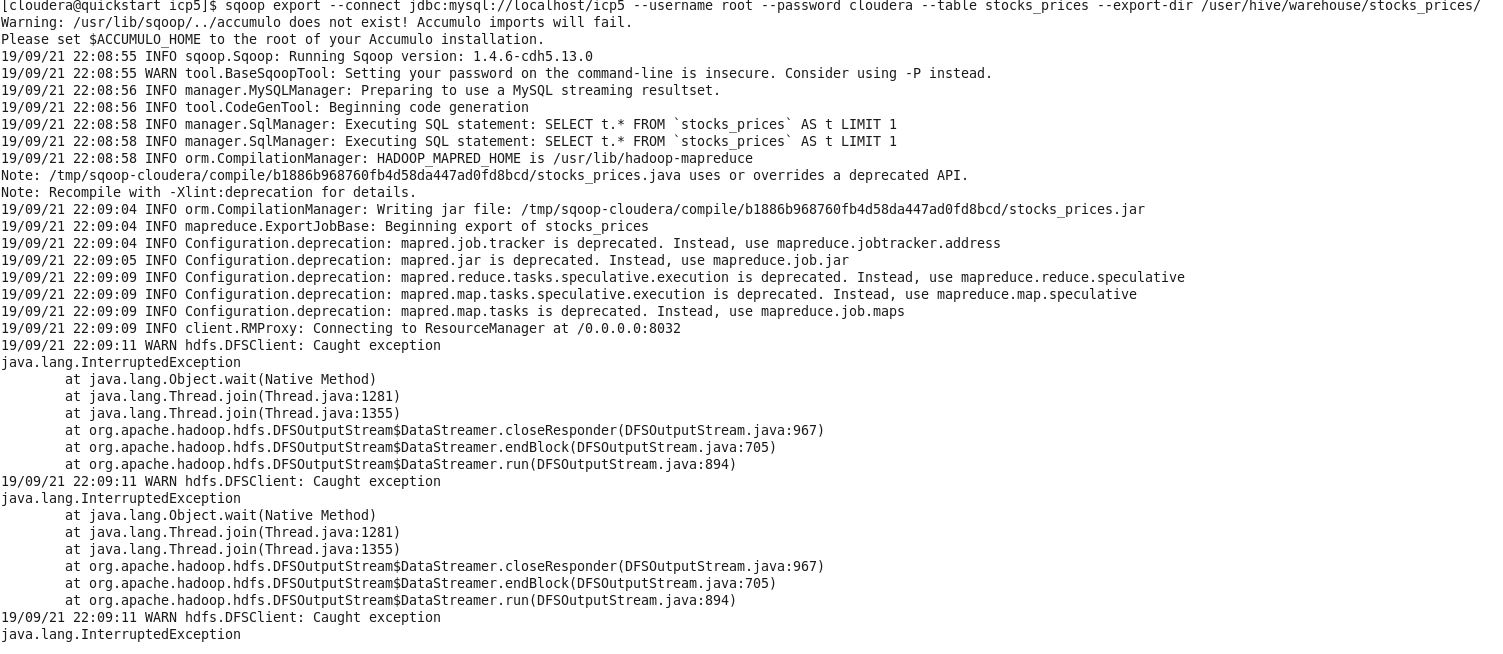 [cloudera@quickstart icp5]$ sqoop export --connect jdbc:mysql://localhost/icp5 --username root --password cloudera --table stocks_prices --export-dir /user/hive/warehouse/stocks_prices/
Warning: /usr/lib/sqoop/../accumulo does not exist! Accumulo imports will fail.
Please set $ACCUMULO_HOME to the root of your Accumulo installation.
19/09/21 22:08:55 INFO sqoop.Sqoop: Running Sqoop version: 1.4.6-cdh5.13.0
19/09/21 22:08:55 WARN tool.BaseSqoopTool: Setting your password on the command-line is insecure. Consider using -P instead.
19/09/21 22:08:56 INFO manager.MySQLManager: Preparing to use a MySQL streaming resultset.
19/09/21 22:08:56 INFO tool.CodeGenTool: Beginning code generation
19/09/21 22:08:58 INFO manager.SqlManager: Executing SQL statement: SELECT t.* FROM `stocks_prices` AS t LIMIT 1
19/09/21 22:08:58 INFO manager.SqlManager: Executing SQL statement: SELECT t.* FROM `stocks_prices` AS t LIMIT 1
19/09/21 22:08:58 INFO orm.CompilationManager: HADOOP_MAPRED_HOME is /usr/lib/hadoop-mapreduce
Note: /tmp/sqoop-cloudera/compile/b1886b968760fb4d58da447ad0fd8bcd/stocks_prices.java uses or overrides a deprecated API.
Note: Recompile with -Xlint:deprecation for details.
19/09/21 22:09:04 INFO orm.CompilationManager: Writing jar file: /tmp/sqoop-cloudera/compile/b1886b968760fb4d58da447ad0fd8bcd/stocks_prices.jar
19/09/21 22:09:04 INFO mapreduce.ExportJobBase: Beginning export of stocks_prices
19/09/21 22:09:04 INFO Configuration.deprecation: mapred.job.tracker is deprecated. Instead, use mapreduce.jobtracker.address
19/09/21 22:09:05 INFO Configuration.deprecation: mapred.jar is deprecated. Instead, use mapreduce.job.jar
19/09/21 22:09:09 INFO Configuration.deprecation: mapred.reduce.tasks.speculative.execution is deprecated. Instead, use mapreduce.reduce.speculative
19/09/21 22:09:09 INFO Configuration.deprecation: mapred.map.tasks.speculative.execution is deprecated. Instead, use mapreduce.map.speculative
19/09/21 22:09:09 INFO Configuration.deprecation: mapred.map.tasks is deprecated. Instead, use mapreduce.job.maps
19/09/21 22:09:09 INFO client.RMProxy: Connecting to ResourceManager at /0.0.0.0:8032
19/09/21 22:09:11 WARN hdfs.DFSClient: Caught exception
java.lang.InterruptedException
	at java.lang.Object.wait(Native Method)
	at java.lang.Thread.join(Thread.java:1281)
	at java.lang.Thread.join(Thread.java:1355)
	at org.apache.hadoop.hdfs.DFSOutputStream$DataStreamer.closeResponder(DFSOutputStream.java:967)
	at org.apache.hadoop.hdfs.DFSOutputStream$DataStreamer.endBlock(DFSOutputStream.java:705)
	at org.apache.hadoop.hdfs.DFSOutputStream$DataStreamer.run(DFSOutputStream.java:894)
19/09/21 22:09:11 WARN hdfs.DFSClient: Caught exception
java.lang.InterruptedException
	at java.lang.Object.wait(Native Method)
	at java.lang.Thread.join(Thread.java:1281)
	at java.lang.Thread.join(Thread.java:1355)
	at org.apache.hadoop.hdfs.DFSOutputStream$DataStreamer.closeResponder(DFSOutputStream.java:967)
	at org.apache.hadoop.hdfs.DFSOutputStream$DataStreamer.endBlock(DFSOutputStream.java:705)
	at org.apache.hadoop.hdfs.DFSOutputStream$DataStreamer.run(DFSOutputStream.java:894)
19/09/21 22:09:11 WARN hdfs.DFSClient: Caught exception
java.lang.InterruptedException